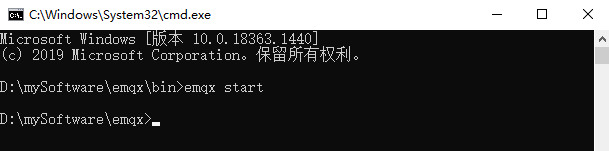 C:\Windows\System32\cmd.exe
Microsoft Windows [版本 10.0.18363.1440]
(c) 2019 Microsoft Corporation。保留所有权利。
D:\mySoftware\emqx\bin>emqx start
D:\mySoftware\emqx>